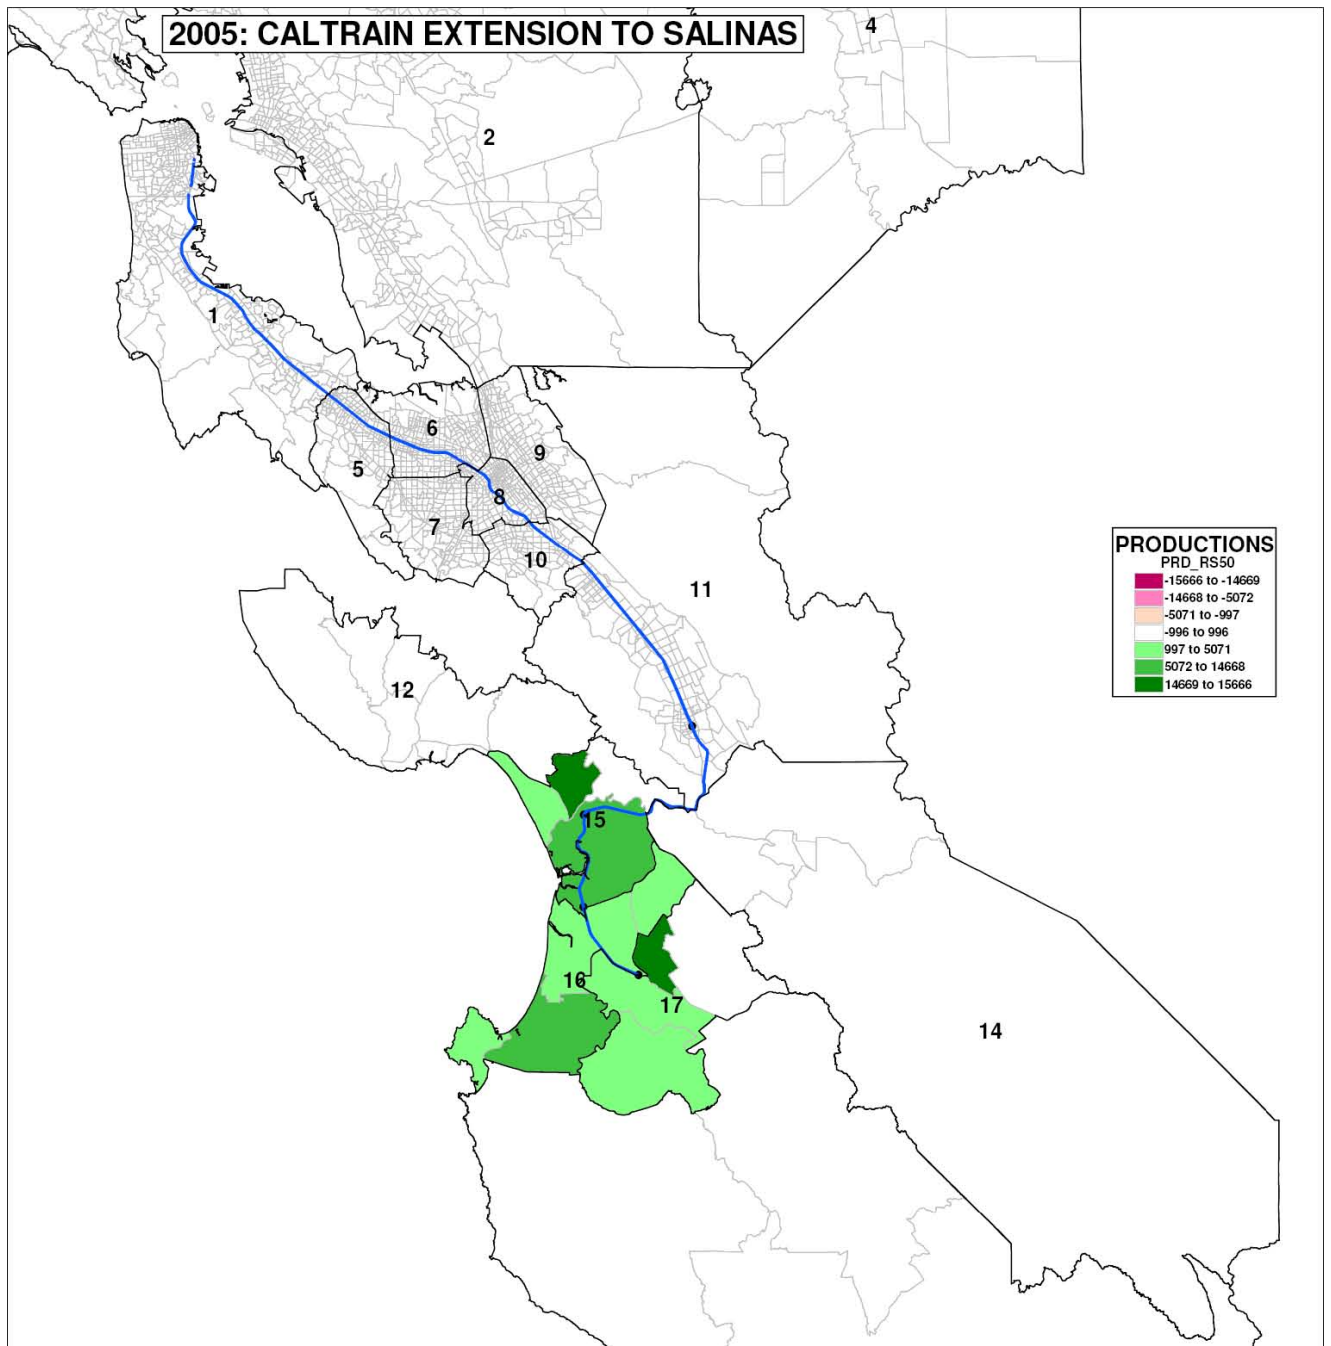 2005: CALTRAIN EXTENSION TO SALINAS
4
2
1
6
9
5
8
7
10
11
PRODUCTIONS
PRD_RS50
-15666 to -14669
-14668 to -5072
-5071 to -997
-996 to 996
997 to 5071
5072 to 14668
14669 to 15666
12
15
16
17
14